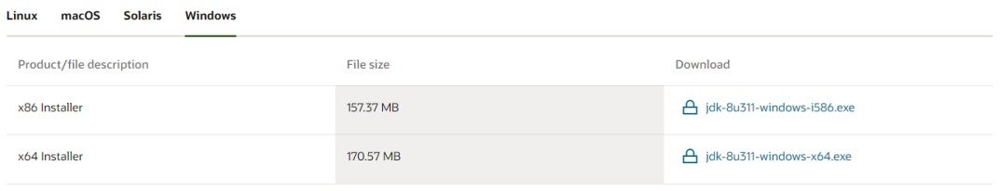 Linux macOS Solaris Windows
Product/file description File size Download
x86 Installer 157.37 MB jdk-8u311-windows-i586.exe
x64 Installer 170.57 MB jdk-8u311-windows-x64.exe